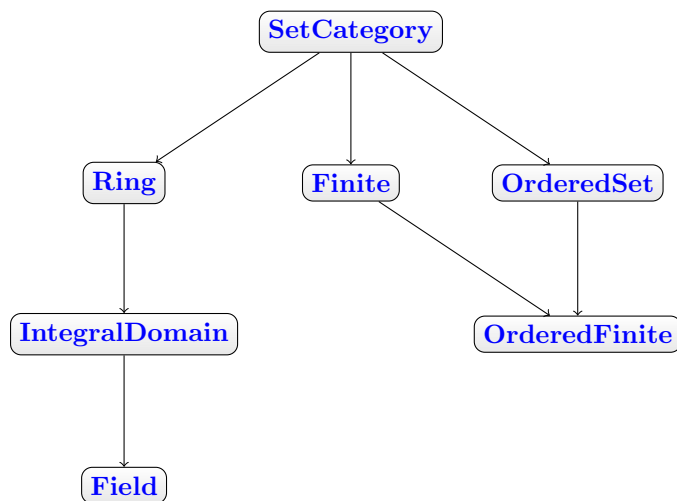 SetCategory
Ring
Finite
OrderedSet
IntegralDomain
OrderedFinite
Field